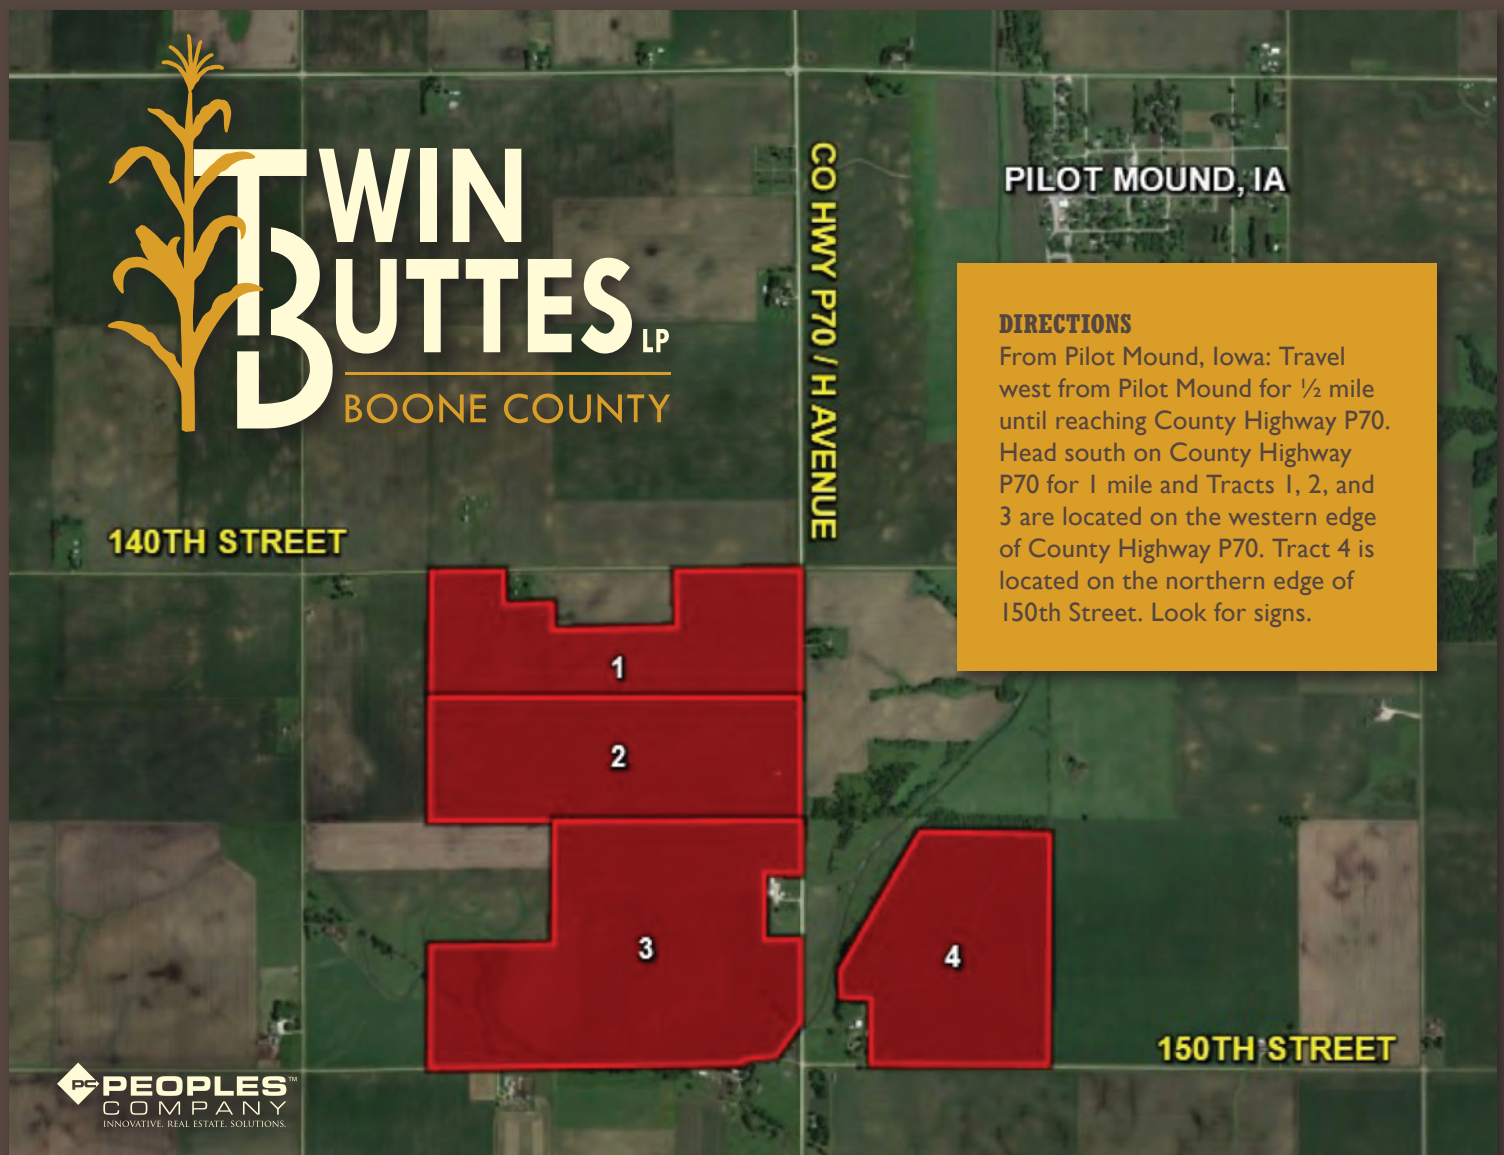 TWIN
BUTTES LP
BOONE COUNTY
CO HWY P70 / H AVENUE
PILOT MOUND, IA
DIRECTIONS
From Pilot Mound, Iowa: Travel
west from Pilot Mound for ½ mile
until reaching County Highway P70.
Head south on County Highway
P70 for 1 mile and Tracts 1, 2, and
3 are located on the western edge
of County Highway P70. Tract 4 is
located on the northern edge of
150th Street. Look for signs.
140TH STREET
1
2
3
4
150TH STREET
PC PEOPLES™
COMPANY
INNOVATIVE. REAL ESTATE. SOLUTIONS.